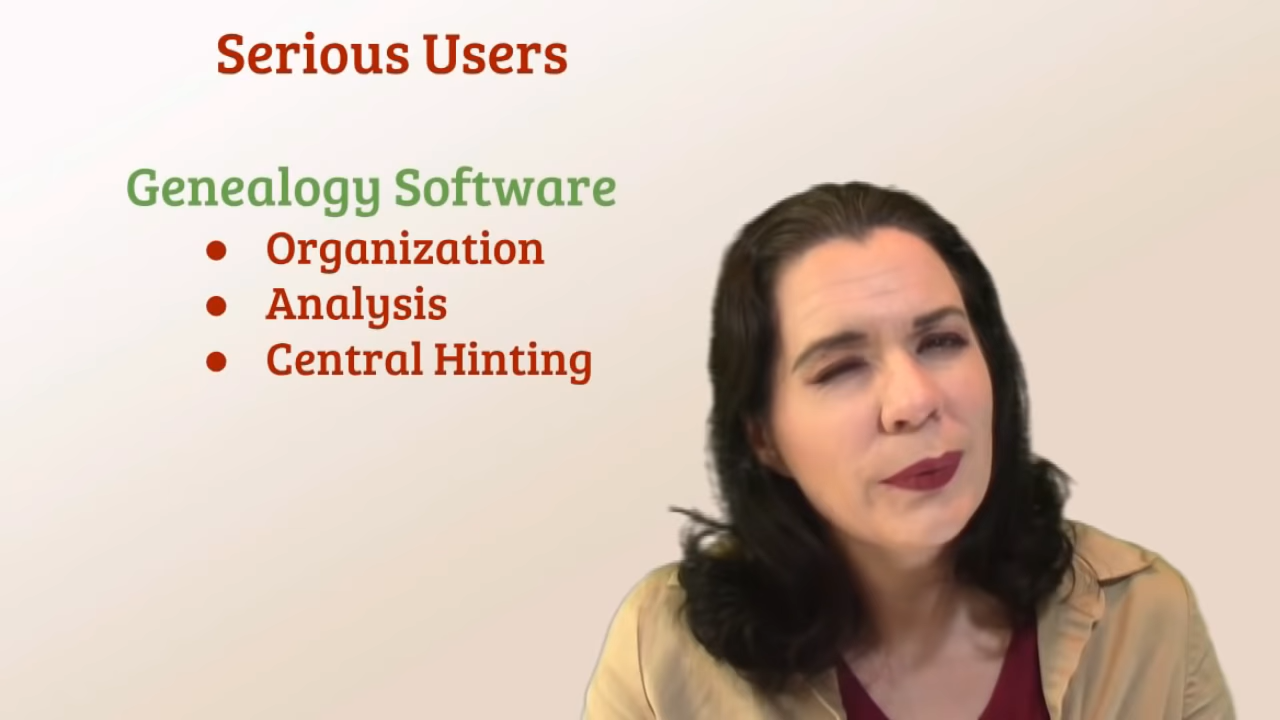 Serious Users
Genealogy Software
● Organization
● Analysis
● Central Hinting